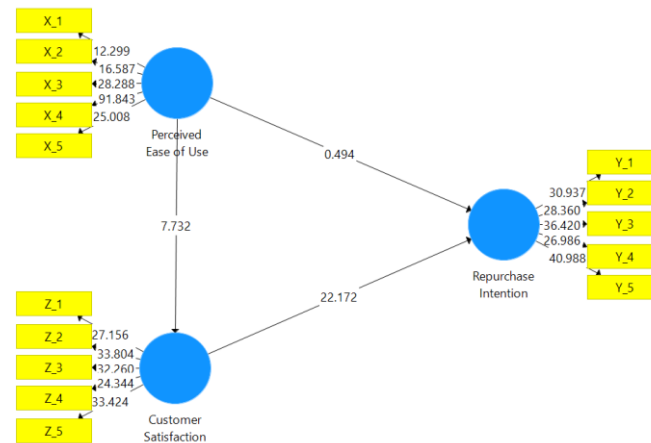 X_1
X_2
X_3
X_4
X_5
12.299
16.587
28.288
91.843
25.008
Perceived
Ease of Use
0.494
7.732
22.172
Y_1
Y_2
Y_3
Y_4
Y_5
30.937
28.360
36.420
26.986
40.988
Repurchase
Intention
Z_1
Z_2
Z_3
Z_4
Z_5
27.156
33.804
32.260
24.344
33.424
Customer
Satisfaction